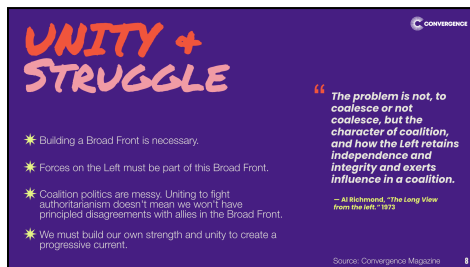 CONVERGENCE
UNITY &
STRUGGLE
Building a Broad Front is necessary.
Forces on the Left must be part of this Broad Front.
Coalition politics are messy. Uniting to fight
authoritarianism doesn't mean we won't have
principled disagreements with allies in the Broad Front.
We must build our own strength and unity to create a
progressive current.
“
The problem is not, to
coalesce or not
coalesce, but the
character of coalition,
and how the Left retains
independence and
integrity and exerts
influence in a coalition.
— Al Richmond, “The Long View
from the left.” 1973
Source: Convergence Magazine 8